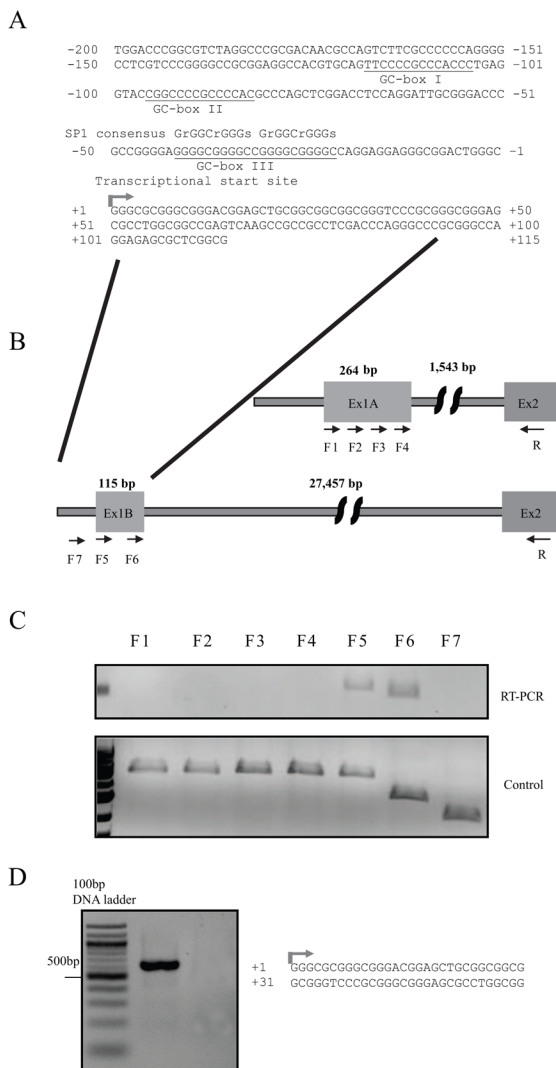 A
-200 TGGACCCGGCGTCTAGGCCCGCGACAACGCCAGTCTTCGCCCCCCAGGGG -151
-150 CCTCGTCCCGGGGCCGCGGAGGCCACGTGCAGTTCCCCGCCCACCCTGAG -101
GC-box I
-100 GTACCGGCCCCGCCCCACGCCCAGCTCGGACCTCCAGGATTGCGGGACCC -51
GC-box II
SP1 consensus GrGGCrGGGs GrGGCrGGGs
-50 GCCGGGGAGGGGCGGGGCCGGGGCGGGGCCAGGAGGAGGGCGGACTGGGC -1
GC-box III
Transcriptional start site
+1 GGGCGCGGGCGGGACGGAGCTGCGGCGGCGGCGGGTCCCGCGGGCGGGAG +50
+51 CGCCTGGCGGCCGAGTCAAGCCGCCGCCTCGACCCAGGGCCCGCGGGCCA +100
+101 GGAGAGCGCTCGGCG +115
B
264 bp 1,543 bp
Ex1A Ex2
F1 F2 F3 F4 R
115 bp 27,457 bp
Ex1B Ex2
F7 F5 F6 R
C
F1 F2 F3 F4 F5 F6 F7
RT-PCR
Control
D
100bp
DNA ladder
500bp
+1 GGGCGCGGGCGGGACGGAGCTGCGGCGGCG
+31 GCGGGTCCCGCGGGCGGGAGCGCCTGGCGG